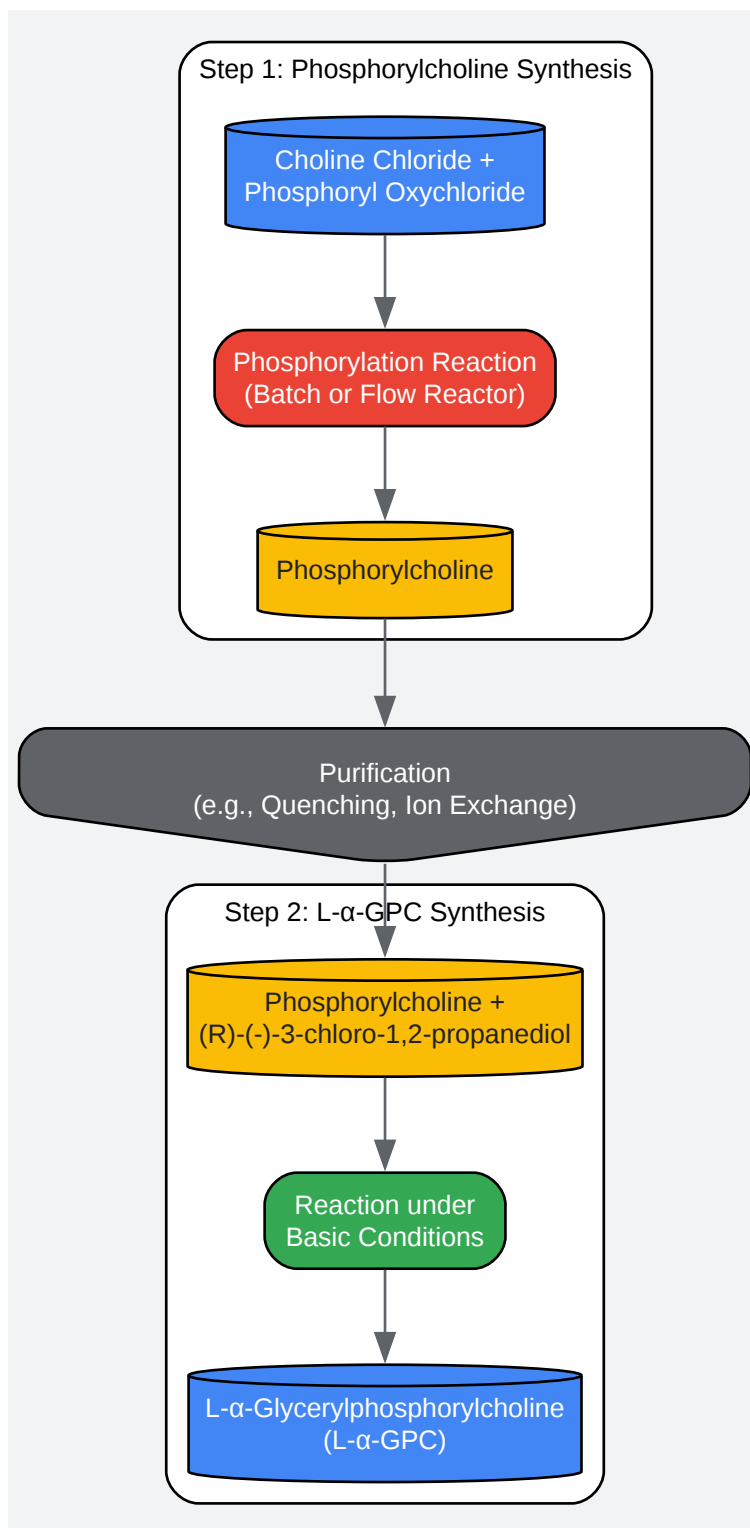 Step 1: Phosphorylcholine Synthesis
Choline Chloride +
Phosphoryl Oxychloride
Phosphorylation Reaction
(Batch or Flow Reactor)
Phosphorylcholine
Purification
(e.g., Quenching, Ion Exchange)
Step 2: L-α-GPC Synthesis
Phosphorylcholine +
(R)-(-)-3-chloro-1,2-propanediol
Reaction under
Basic Conditions
L-α-Glycerylphosphorylcholine
(L-α-GPC)